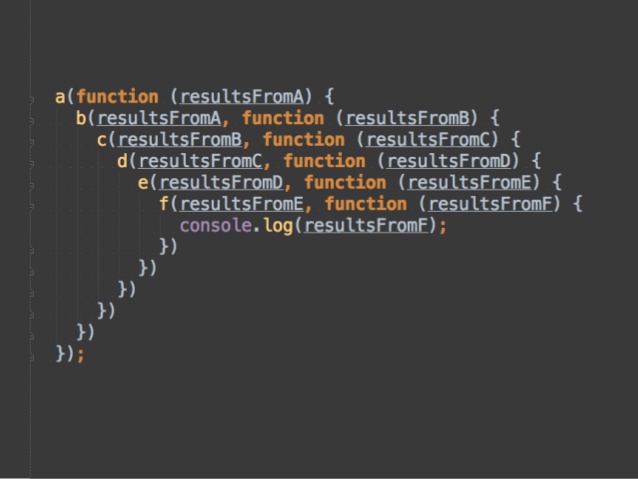 a(function (resultsFromA) {
  b(resultsFromA, function (resultsFromB) {
    c(resultsFromB, function (resultsFromC) {
      d(resultsFromC, function (resultsFromD) {
        e(resultsFromD, function (resultsFromE) {
          f(resultsFromE, function (resultsFromF) {
            console.log(resultsFromF);
          })
        })
      })
    })
  })
});